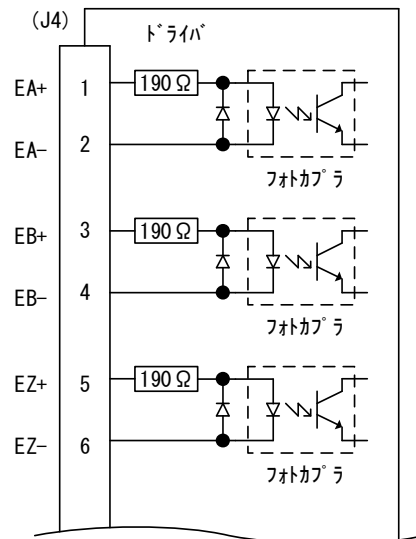 (J4)
ﾄﾞﾗｲﾊﾞ
EA+ 1 190Ω
EA- 2
ﾌｫﾄｶﾌﾟﾗ
EB+ 3 190Ω
EB- 4
ﾌｫﾄｶﾌﾟﾗ
EZ+ 5 190Ω
EZ- 6
ﾌｫﾄｶﾌﾟﾗ